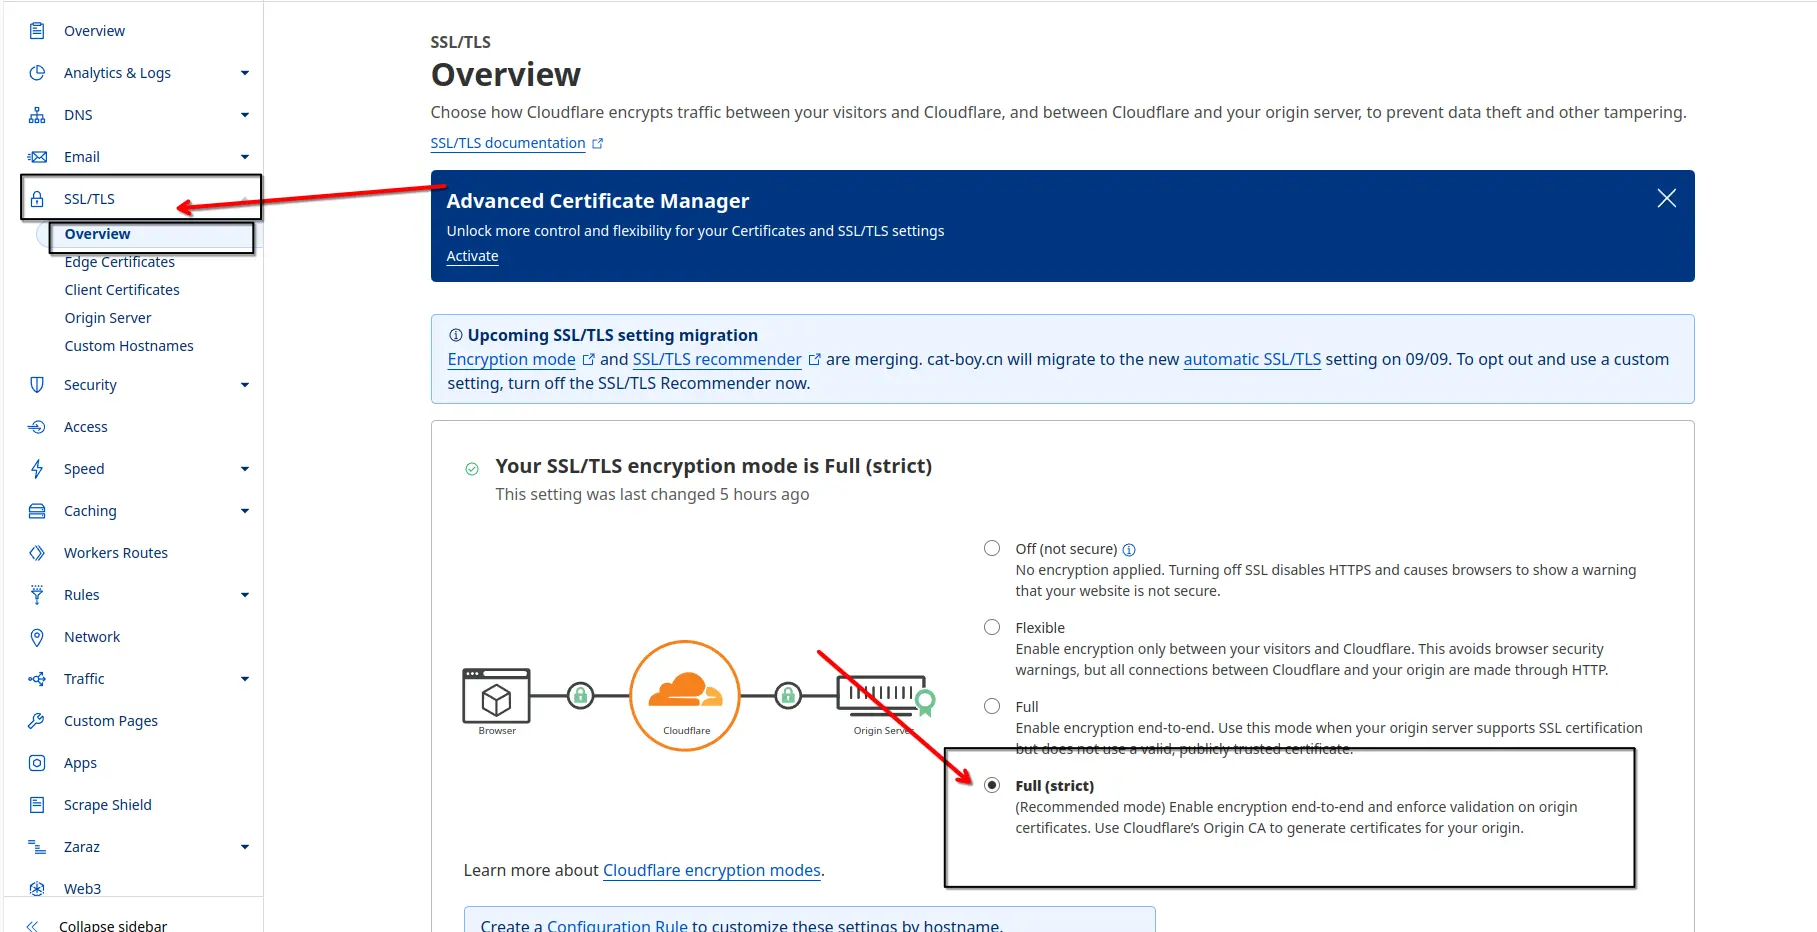 Overview
Analytics & Logs
DNS
Email
SSL/TLS
Overview
Edge Certificates
Client Certificates
Origin Server
Custom Hostnames
Security
Access
Speed
Caching
Workers Routes
Rules
Network
Traffic
Custom Pages
Apps
Scrape Shield
Zaraz
Web3
Collapse sidebar
SSL/TLS
Overview
Choose how Cloudflare encrypts traffic between your visitors and Cloudflare, and between Cloudflare and your origin server, to prevent data theft and other tampering.
SSL/TLS documentation
Advanced Certificate Manager
Unlock more control and flexibility for your Certificates and SSL/TLS settings
Activate
Upcoming SSL/TLS setting migration
Encryption mode and SSL/TLS recommender are merging. cat-boy.cn will migrate to the new automatic SSL/TLS setting on 09/09. To opt out and use a custom
setting, turn off the SSL/TLS Recommender now.
Your SSL/TLS encryption mode is Full (strict)
This setting was last changed 5 hours ago
Browser
Cloudflare
Origin Server
Off (not secure)
No encryption applied. Turning off SSL disables HTTPS and causes browsers to show a warning
that your website is not secure.
Flexible
Enable encryption only between your visitors and Cloudflare. This avoids browser security
warnings, but all connections between Cloudflare and your origin are made through HTTP.
Full
Enable encryption end-to-end. Use this mode when your origin server supports SSL certification
but does not use a valid, publicly trusted certificate.
Full (strict)
(Recommended mode) Enable encryption end-to-end and enforce validation on origin
certificates. Use Cloudflare’s Origin CA to generate certificates for your origin.
Learn more about Cloudflare encryption modes.
Create a Configuration Rule to customize these settings by hostname.